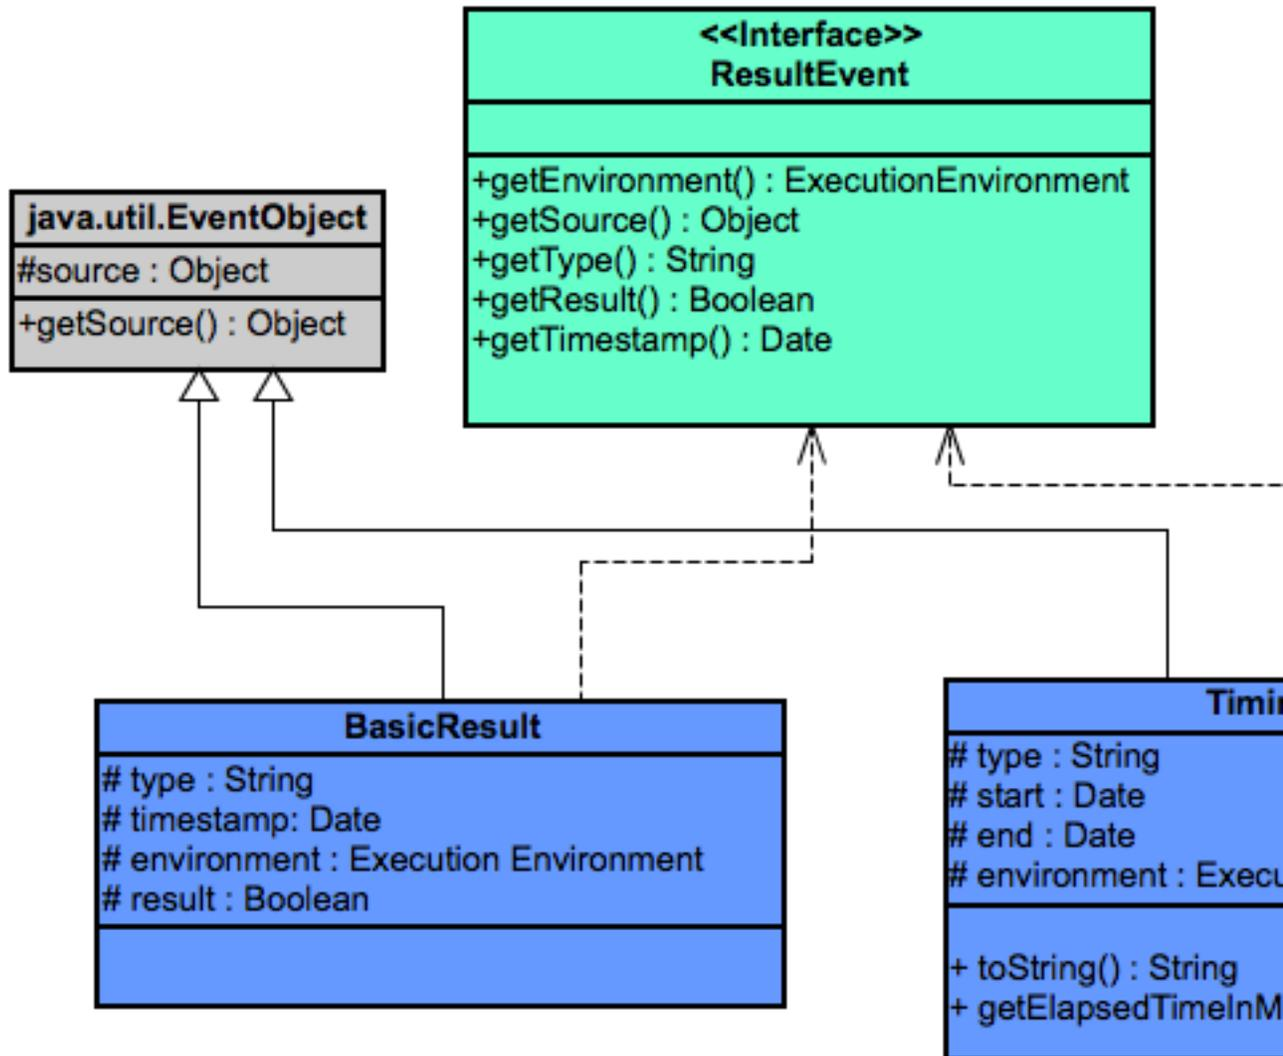 <<Interface>>
ResultEvent
+getEnvironment() : ExecutionEnvironment
+getSource() : Object
+getType() : String
+getResult() : Boolean
+getTimestamp() : Date
java.util.EventObject
#source : Object
+getSource() : Object
BasicResult
# type : String
# timestamp: Date
# environment : Execution Environment
# result : Boolean
# type : String
# start : Date
# end : Date
# environment :
+ toString() : String